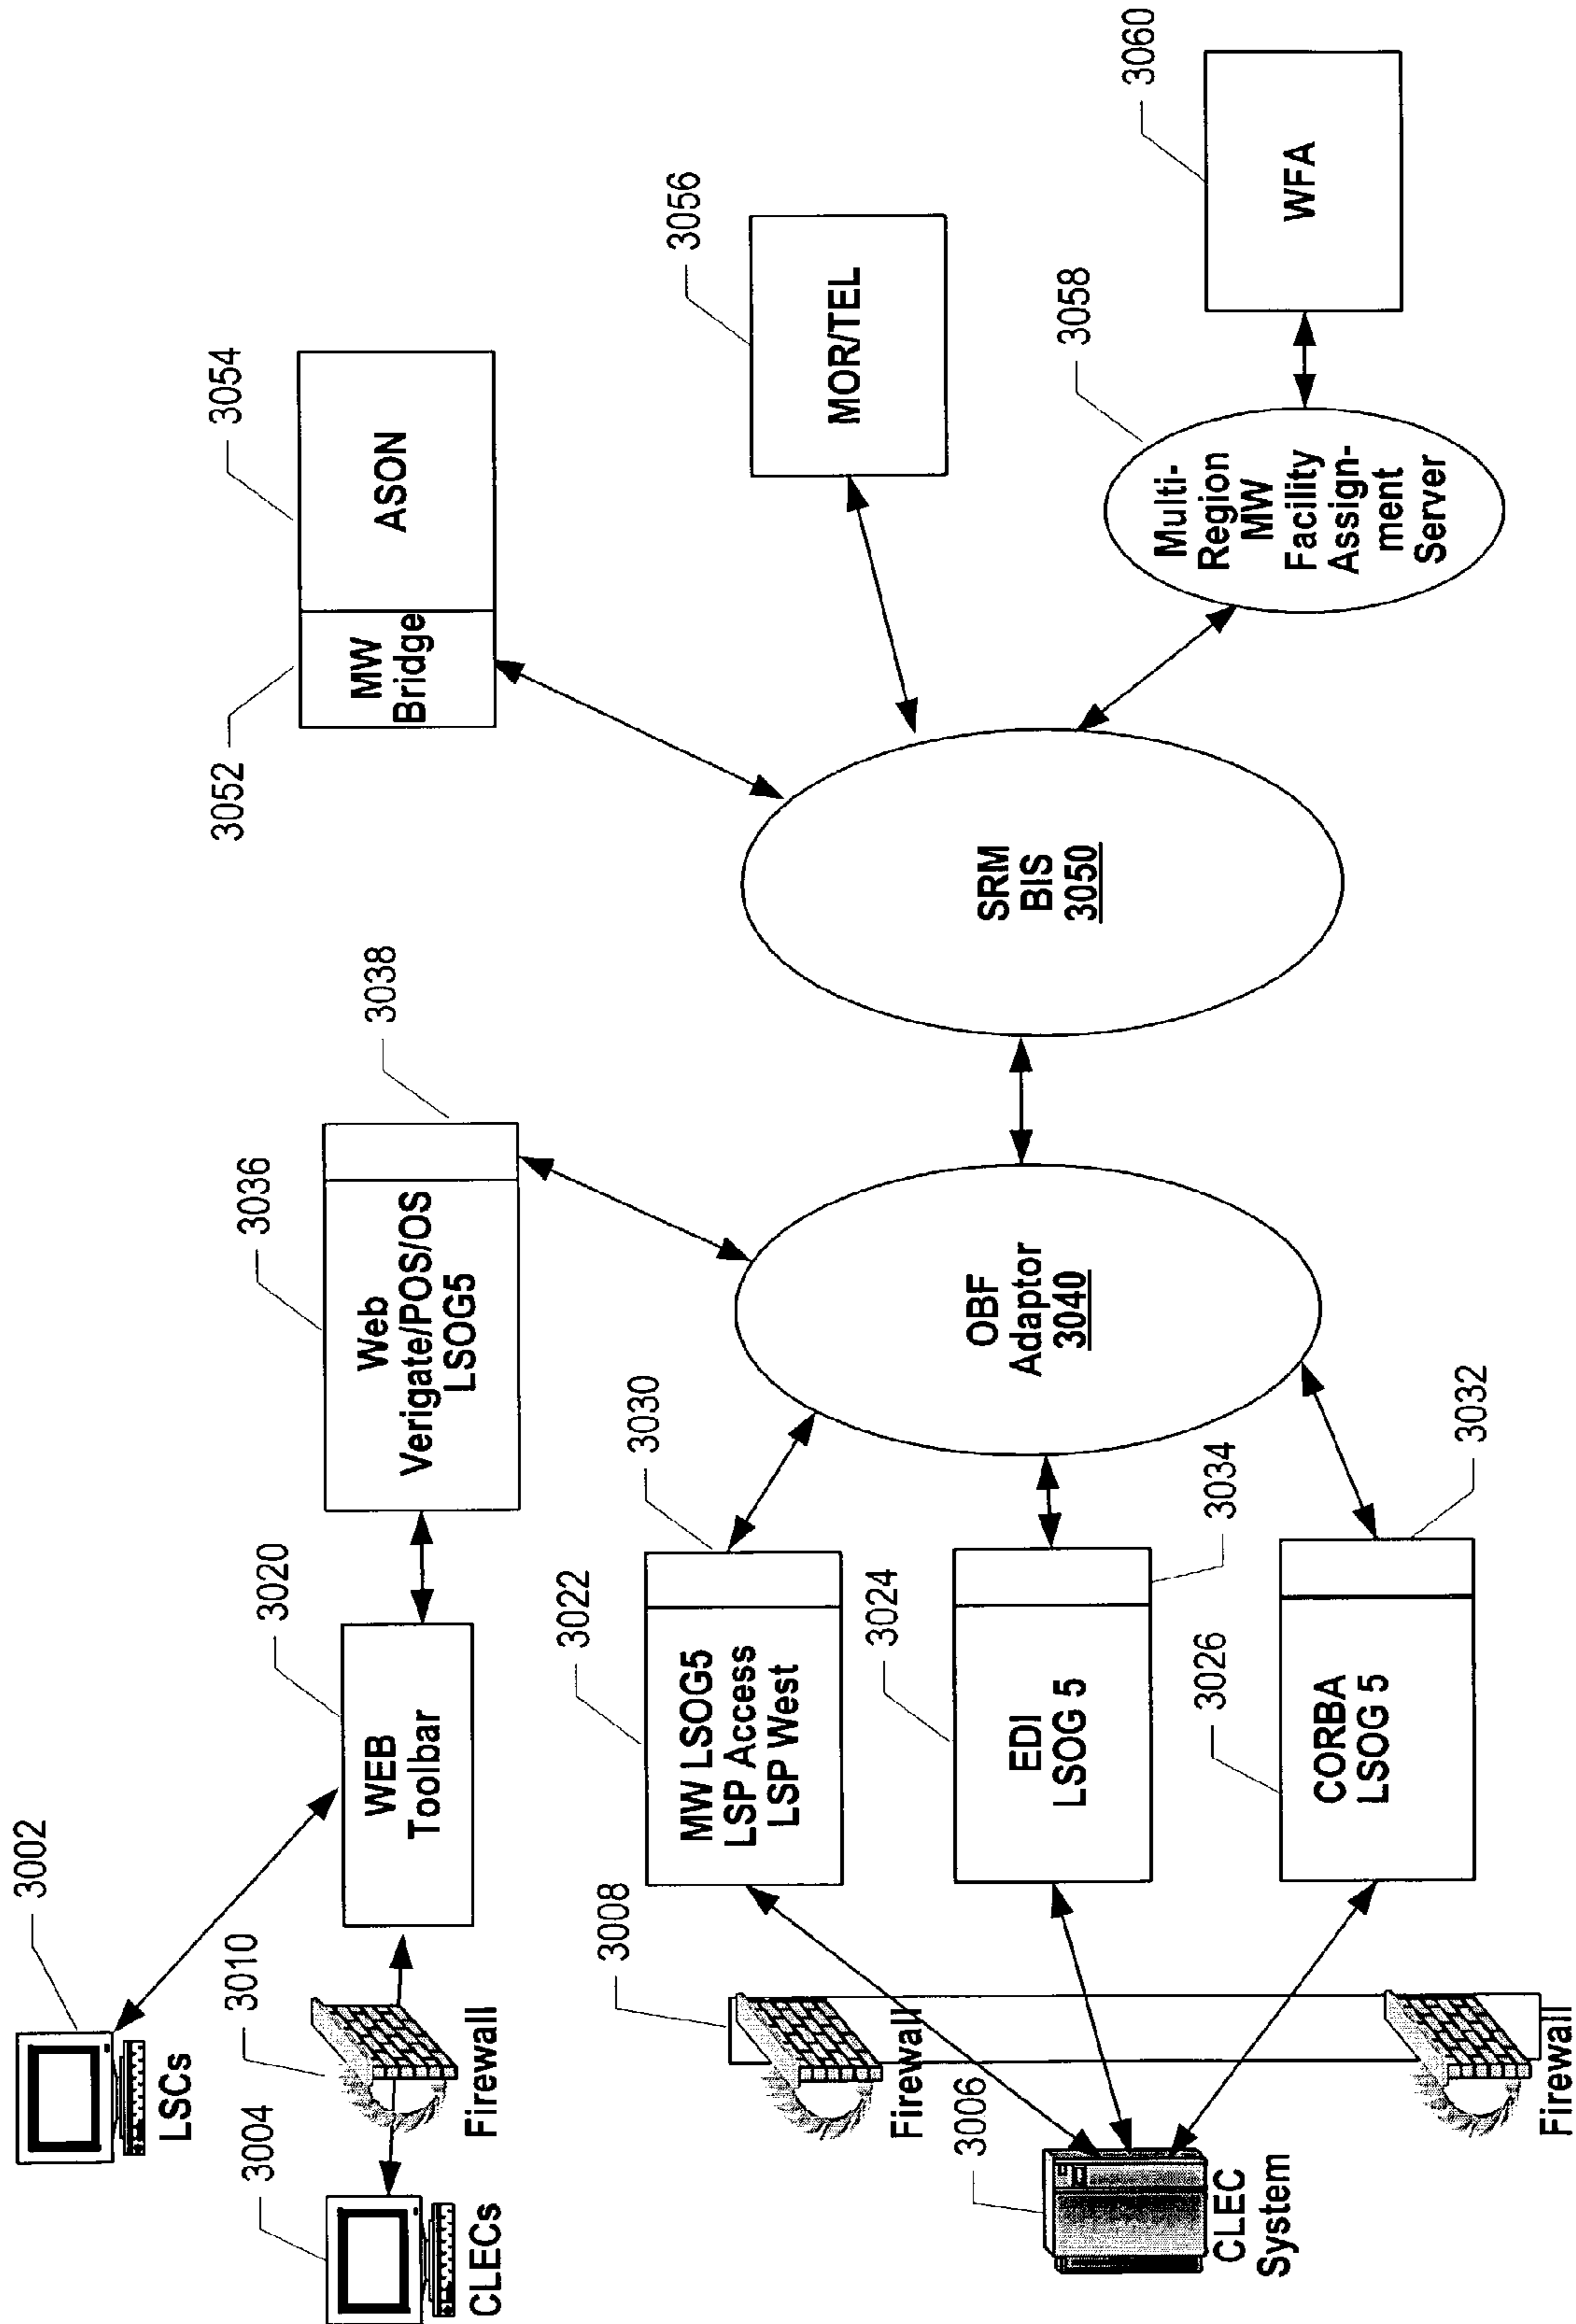 3002
LSCs
3004
CLECs
3010
Firewall
3020
WEB
Toolbar
3036
Web
Verigate/POS/OS
LSOG5
3038
3052
MW
Bridge
3054
ASON
3056
MOR/TEL
3006
CLEC
System
3008
Firewall
Firewall
3022
MW LSOG5
LSP Access
LSP West
3030
3024
EDI
LSOG 5
3034
3026
CORBA
LSOG 5
3032
OBF
Adaptor
3040
SRM
BIS
3050
3058
Multi-
Region
MW
Facility
Assign-
ment
Server
3060
WFA